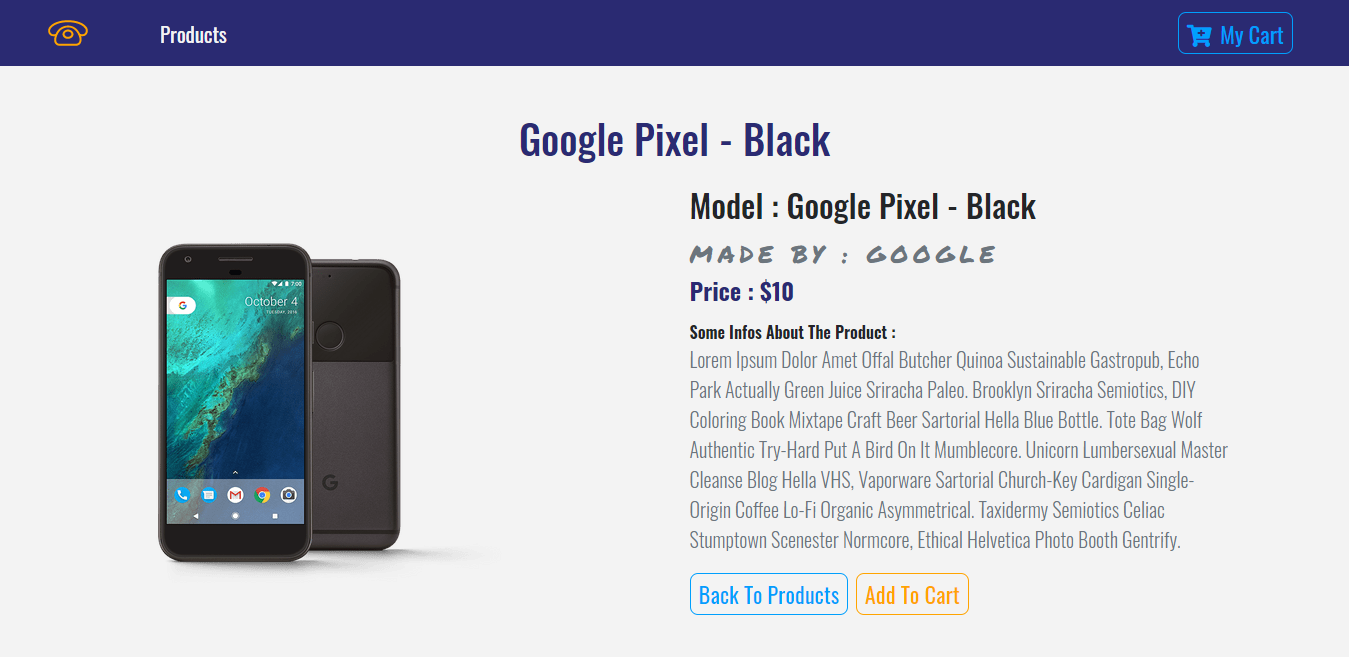 Products
My Cart
Google Pixel - Black
Model : Google Pixel - Black
MADE BY : GOOGLE
Price : $10
Some Infos About The Product :
Lorem Ipsum Dolor Amet Offal Butcher Quinoa Sustainable Gastropub, Echo
Park Actually Green Juice Sriracha Paleo. Brooklyn Sriracha Semiotics, DIY
Coloring Book Mixtape Craft Beer Sartorial Hella Blue Bottle. Tote Bag Wolf
Authentic Try-Hard Put A Bird On It Mumblecore. Unicorn Lumbersexual Master
Cleanse Blog Hella VHS, Vaporware Sartorial Church-Key Cardigan Single-
Origin Coffee Lo-Fi Organic Asymmetrical. Taxidermy Semiotics Celiac
Stumptown Scenester Normcore, Ethical Helvetica Photo Booth Gentrify.
Back To Products
Add To Cart
7:00
October 4
TUESDAY, 2016
G
G